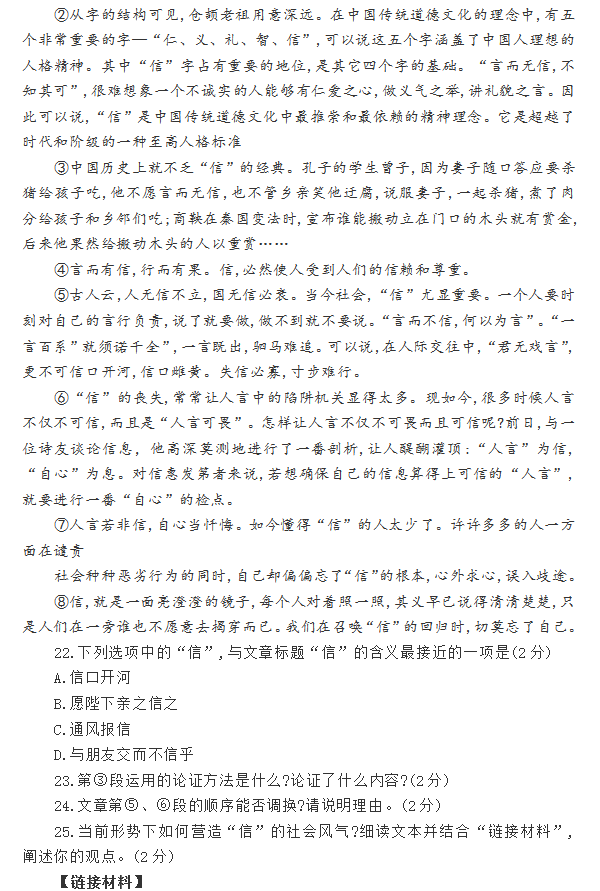 ②从字的结构可见,仓颉老祖用意深远。在中国传统道德文化的理念中,有五
个非常重要的字—“仁、义、礼、智、信”,可以说这五个字涵盖了中国人理想的
人格精神。其中“信”字占有重要的地位,是其它四个字的基础。 “言而无信,不
知其可”,很难想象一个不诚实的人能够有仁爱之心,做义气之举,讲礼貌之言。因
此可以说,“信”是中国传统道德文化中最推崇和最依赖的精神理念。它是超越了
时代和阶级的一种至高人格标准
③中国历史上就不乏“信”的经典。孔子的学生曾子,因为妻子随口答应要杀
猪给孩子吃,他不愿言而无信,也不管乡亲笑他迂腐,说服妻子,一起杀猪,煮了肉
分给孩子和乡邻们吃;商鞅在秦国变法时,宣布谁能搬动立在门口的木头就有赏金,
后来他果然给搬动木头的人以重赏……
④言而有信,行而有果。信,必然使人受到人们的信赖和尊重。
⑤古人云,人无信不立,国无信必衰。当今社会,“信”尤显重要。一个人要时
刻对自己的言行负责,说了就要做,做不到就不要说。“言而不信,何以为言”。“一
言百系”就须诺千金”,一言既出,驷马难追。可以说,在人际交往中,“君无戏言”,
更不可信口开河,信口雌黄。失信必寡,寸步难行。
⑥“信”的丧失,常常让人言中的陷阱机关显得太多。现如今,很多时候人言
不仅不可信,而且是“人言可畏”。怎样让人言不仅不可畏而且可信呢?前日,与一
位诗友谈论信息, 他高深莫测地进行了一番剖析,让人醍醐灌顶:“人言”为信,
“自心”为息。对信息发第者来说,若想确保自己的信息算得上可信的“人言”,
就要进行一番“自心”的检点。
⑦人言若非信,自心当忏悔。如今懂得“信”的人太少了。许许多多的人一方
面在谴责
社会种种恶劣行为的同时,自己却偏偏忘了“信”的根本,心外求心,误入歧途。
⑧信,就是一面亮澄澄的镜子,每个人对着照一照,其义早已说得清清楚楚,只
是人们在一旁谁也不愿意去揭穿而已。我们在召唤“信”的回归时,切莫忘了自己。
22.下列选项中的“信”,与文章标题“信”的含义最接近的一项是(2分)
A.信口开河
B.愿陛下亲之信之
C.通风报信
D.与朋友交而不信乎
23.第③段运用的论证方法是什么?论证了什么内容?(2分)
24.文章第⑤、⑥段的顺序能否调换?请说明理由。(2分)
25.当前形势下如何营造“信”的社会风气?细读文本并结合“链接材料”,
阐述你的观点。(2分)
【链接材料】